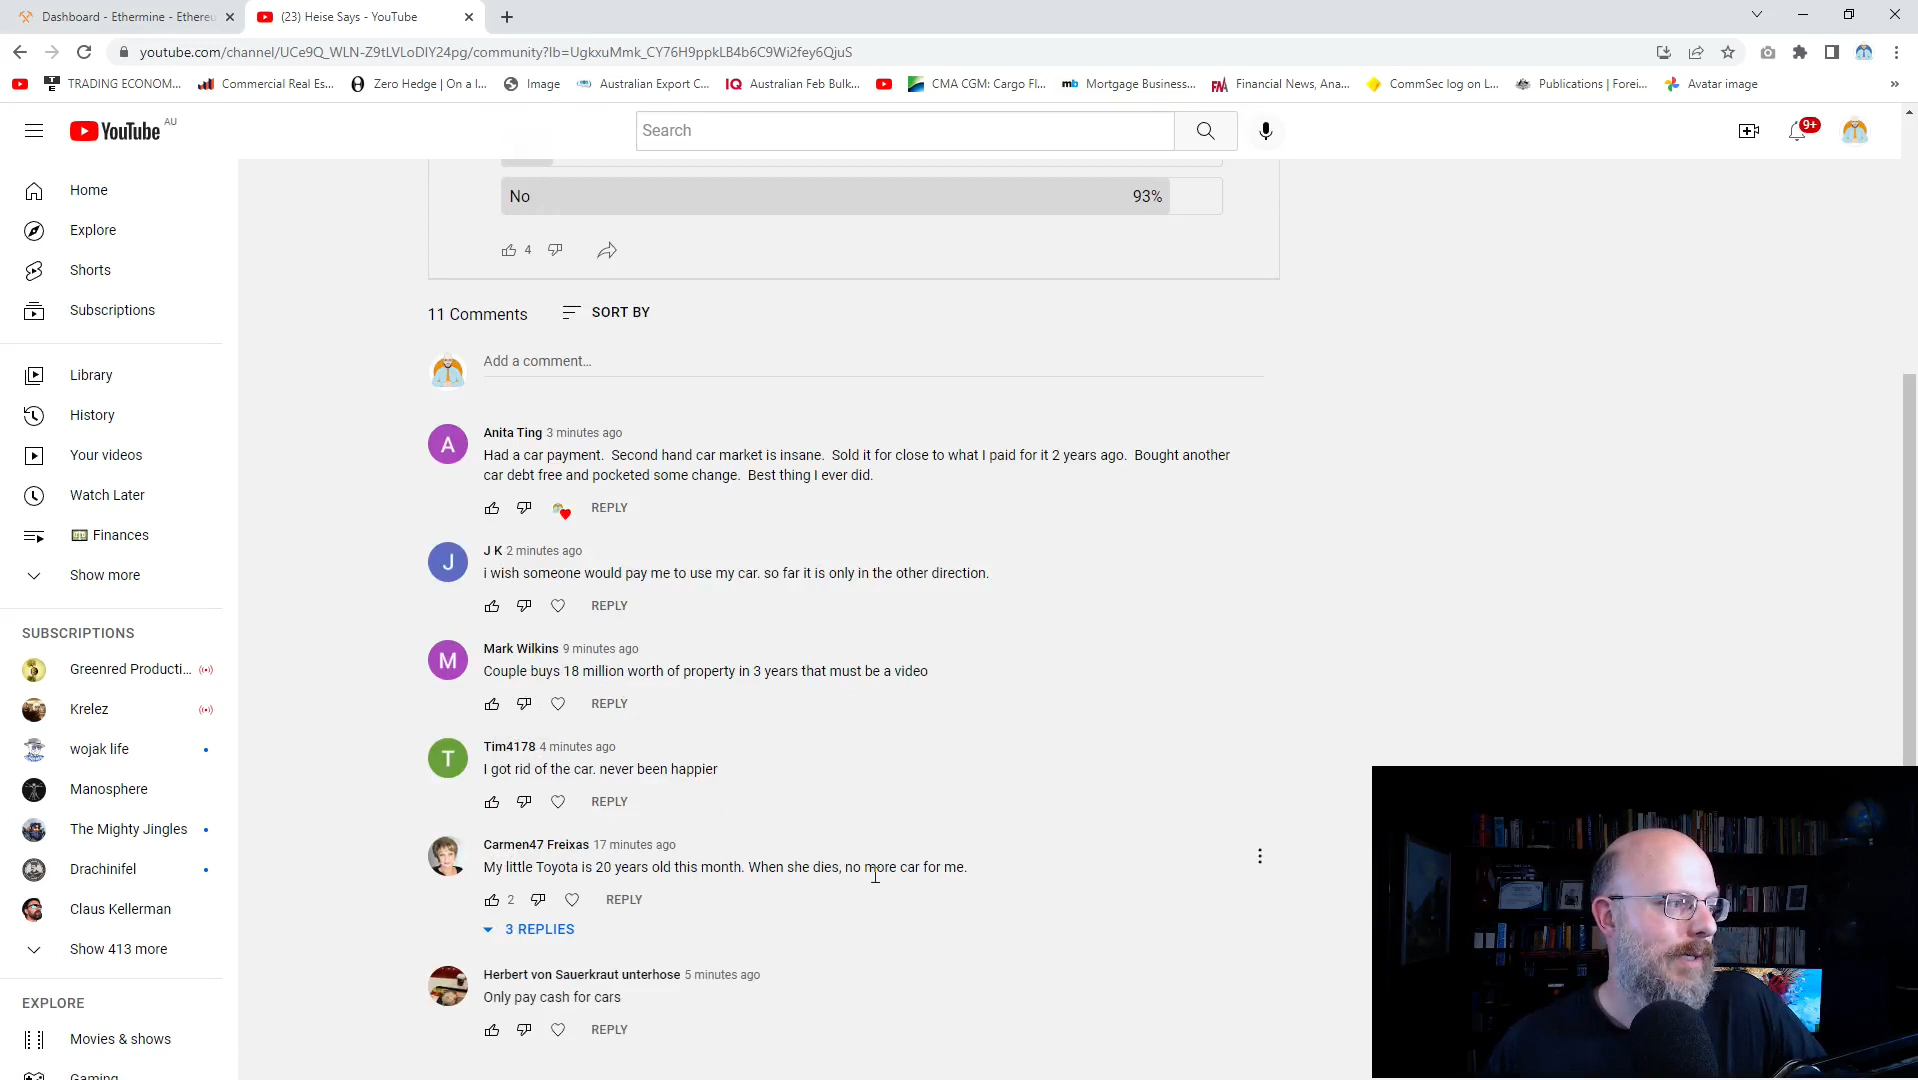 Dashboard - Ethermine - Ethereu
(23) Heise Says - YouTube
youtube.com/channel/UCe9Q_WLN-Z9tLVLoDIY24pg/community?lb=UgkxuMmk_CY76H9ppkLB4b6C9Wi2fey6QjuS
TRADING ECONOM...
Commercial Real Es...
Zero Hedge | On a l...
Image
Australian Export C...
Australian Feb Bulk...
CMA CGM: Cargo Fl...
Mortgage Business...
Financial News, Ana...
CommSec log on L...
Publications | Forei...
Avatar image
YouTube AU
Search
9+
Home
Explore
Shorts
Subscriptions
Library
History
Your videos
Watch Later
Finances
Show more
SUBSCRIPTIONS
Greenred Producti...
Krelez
wojak life
Manosphere
The Mighty Jingles
Drachinifel
Claus Kellerman
Show 413 more
EXPLORE
Movies & shows
Gaming
No 93%
4
11 Comments SORT BY
Add a comment...
A
Anita Ting 3 minutes ago
Had a car payment. Second hand car market is insane. Sold it for close to what I paid for it 2 years ago. Bought another
car debt free and pocketed some change. Best thing I ever did.
REPLY
J
J K 2 minutes ago
i wish someone would pay me to use my car. so far it is only in the other direction.
REPLY
M
Mark Wilkins 9 minutes ago
Couple buys 18 million worth of property in 3 years that must be a video
REPLY
T
Tim4178 4 minutes ago
I got rid of the car. never been happier
REPLY
Carmen47 Freixas 17 minutes ago
My little Toyota is 20 years old this month. When she dies, no more car for me.
2 REPLY
3 REPLIES
Herbert von Sauerkraut unterhose 5 minutes ago
Only pay cash for cars
REPLY